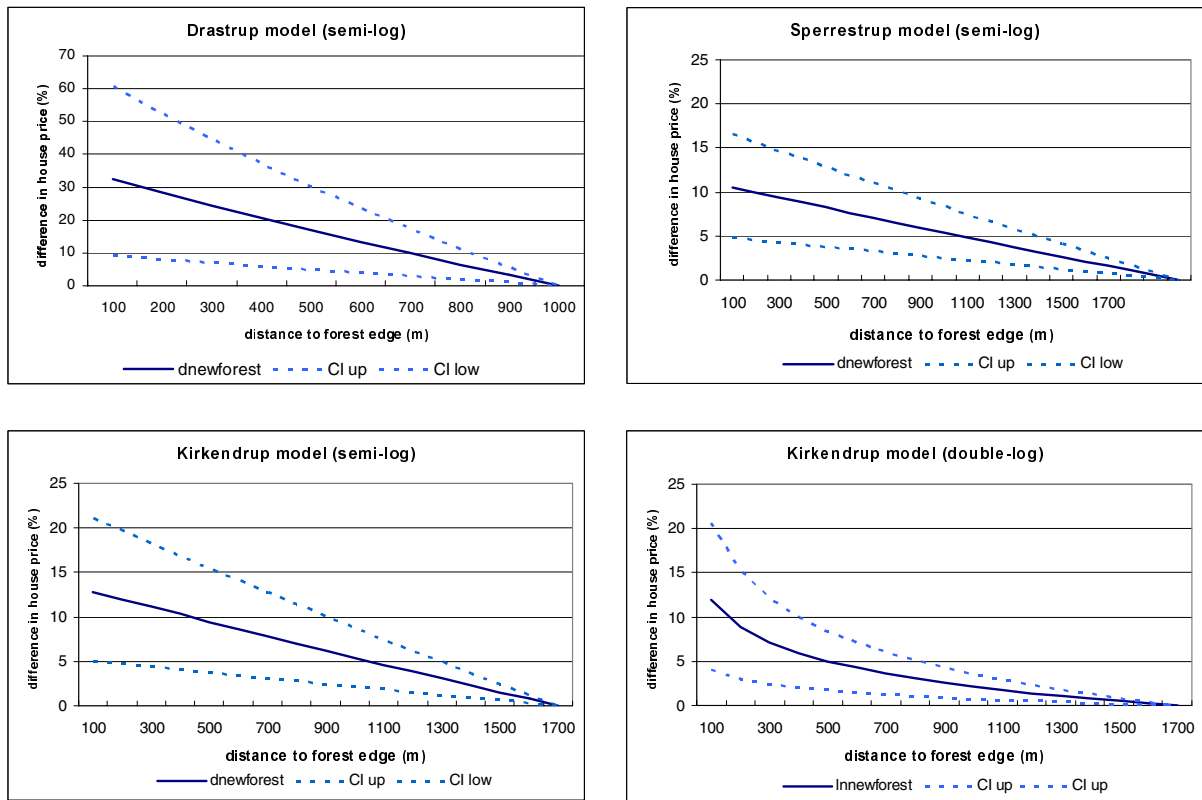 Drastrup model (semi-log)
difference in house price (%)
70
60
50
40
30
20
10
0
100 200 300 400 500 600 700 800 900 1000
distance to forest edge (m)
dnewforest CI up CI low
Sperrestrup model (semi-log)
difference in house price (%)
25
20
15
10
5
0
100 300 500 700 900 1100 1300 1500 1700
distance to forest edge (m)
dnewforest CI up CI low
Kirkendrup model (semi-log)
difference in house price (%)
25
20
15
10
5
0
100 300 500 700 900 1100 1300 1500 1700
distance to forest edge (m)
dnewforest CI up CI low
Kirkendrup model (double-log)
difference in house price (%)
25
20
15
10
5
0
100 300 500 700 900 1100 1300 1500 1700
distance to forest edge (m)
lnnewforest CI up CI up